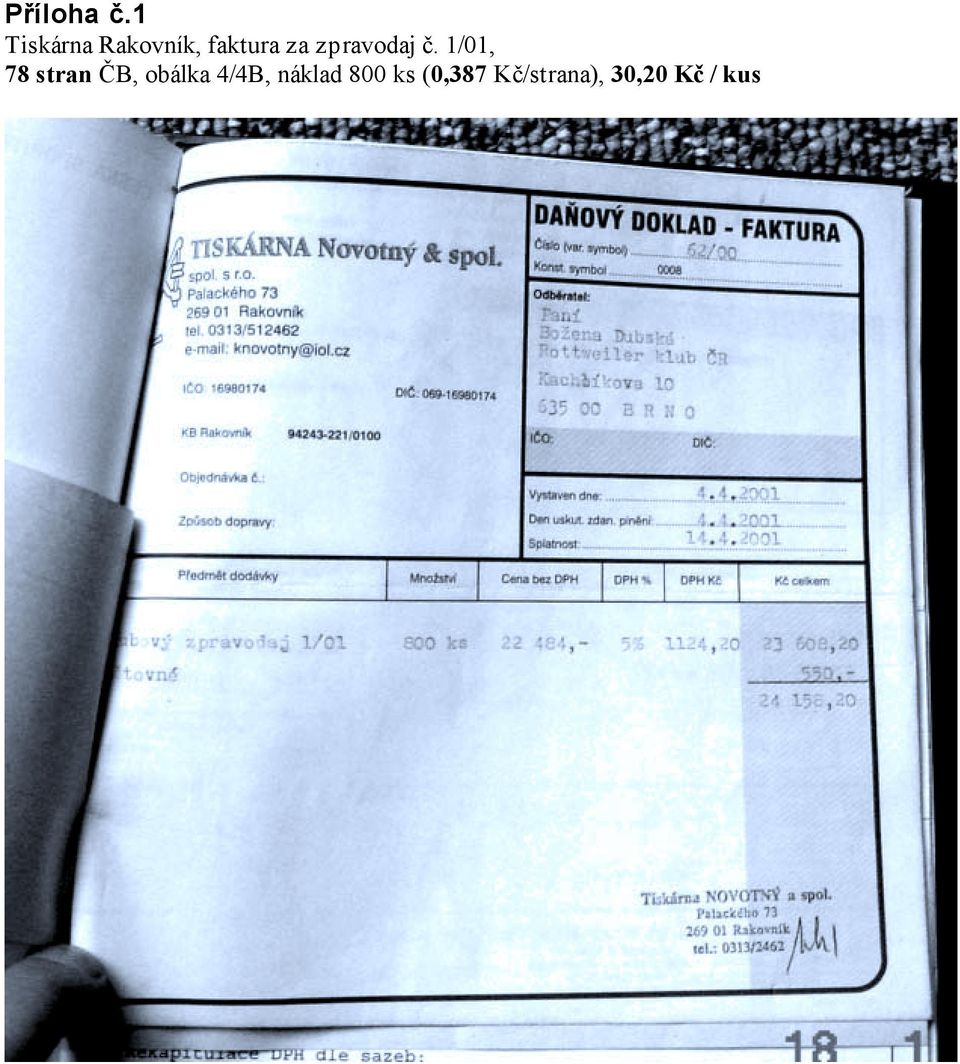 Příloha č.1
Tiskárna Rakovník, faktura za zpravodaj č. 1/01,
78 stran ČB, obálka 4/4B, náklad 800 ks (0,387 Kč/strana), 30,20 Kč / kus
TISKÁRNA Novotný & spol.
spol. s r.o.
Palackého 73
269 01 Rakovník
tel. 0313/512462
e-mail: knovotny@iol.cz
IČO: 16980174 DIČ: 069-16980174
KB Rakovník 94243-221/0100
Objednávka č.:
Způsob dopravy:
DAŇOVÝ DOKLAD - FAKTURA
Číslo (var. symbol) 62/00
Konst. symbol 0008
Odběratel:
Paní
Božena Dubská
Rottweiler klub ČR
635 00 BRNO
IČO: DIČ:
Vystaven dne: 4.4.2001
Den uskut. zdan. plnění: 4.4.2001
Splatnost: 14.4.2001
Předmět dodávky Množství Cena bez DPH DPH % DPH Kč Kč celkem
bový zpravodaj 1/01 800 ks 22 484,- 5% 1124,20 23 608,20
tovné 550,-
24 158,20
Tiskárna NOVOTNÝ a spol.
Palackého 73
269 01 Rakovník
tel.: 0313/2462
ekapitulace DPH dle sazeb:
18 1